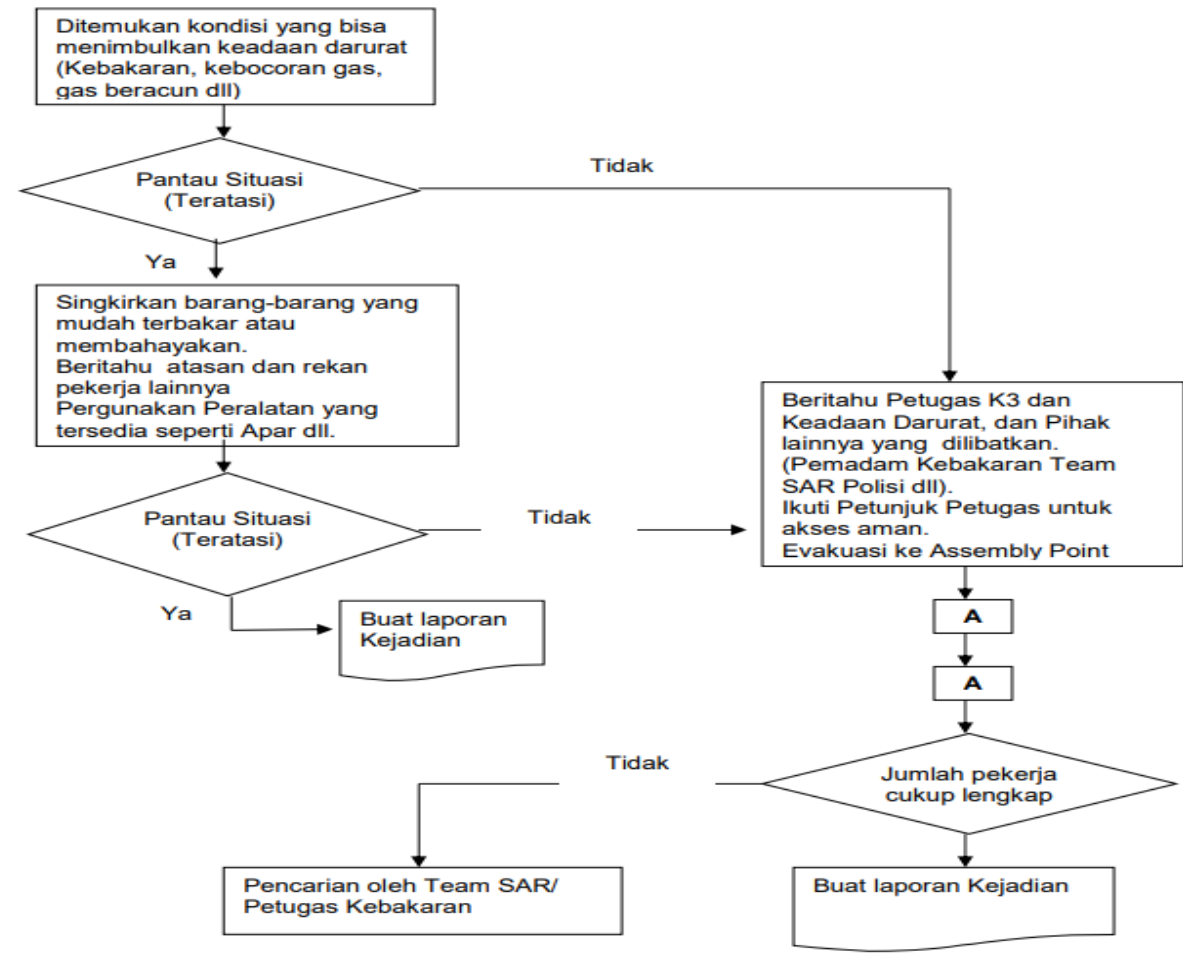 Ditemukan kondisi yang bisa
menimbulkan keadaan darurat
(Kebakaran, kebocoran gas,
gas beracun dll)
Pantau Situasi
(Teratasi)
Tidak
Ya
Singkirkan barang-barang yang
mudah terbakar atau
membahayakan.
Beritahu atasan dan rekan
pekerja lainnya
Pergunakan Peralatan yang
tersedia seperti Apar dll.
Beritahu Petugas K3 dan
Keadaan Darurat, dan Pihak
lainnya yang dilibatkan.
(Pemadam Kebakaran Team
SAR Polisi dll).
Ikuti Petunjuk Petugas untuk
akses aman.
Evakuasi ke Assembly Point
Pantau Situasi
(Teratasi)
Tidak
Ya
Buat laporan
Kejadian
A
A
Jumlah pekerja
cukup lengkap
Tidak
Pencarian oleh Team SAR/
Petugas Kebakaran
Buat laporan Kejadian